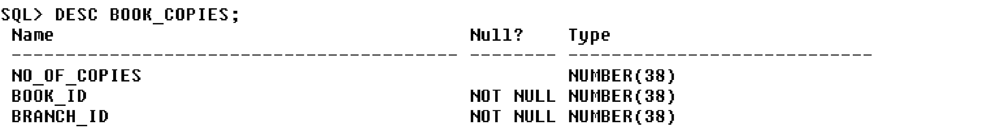 SQL> DESC BOOK_COPIES;
 Name                                      Null?    Type
 ----------------------------------------- -------- ----------------------------
 NO_OF_COPIES                                       NUMBER(38)
 BOOK_ID                                   NOT NULL NUMBER(38)
 BRANCH_ID                                 NOT NULL NUMBER(38)